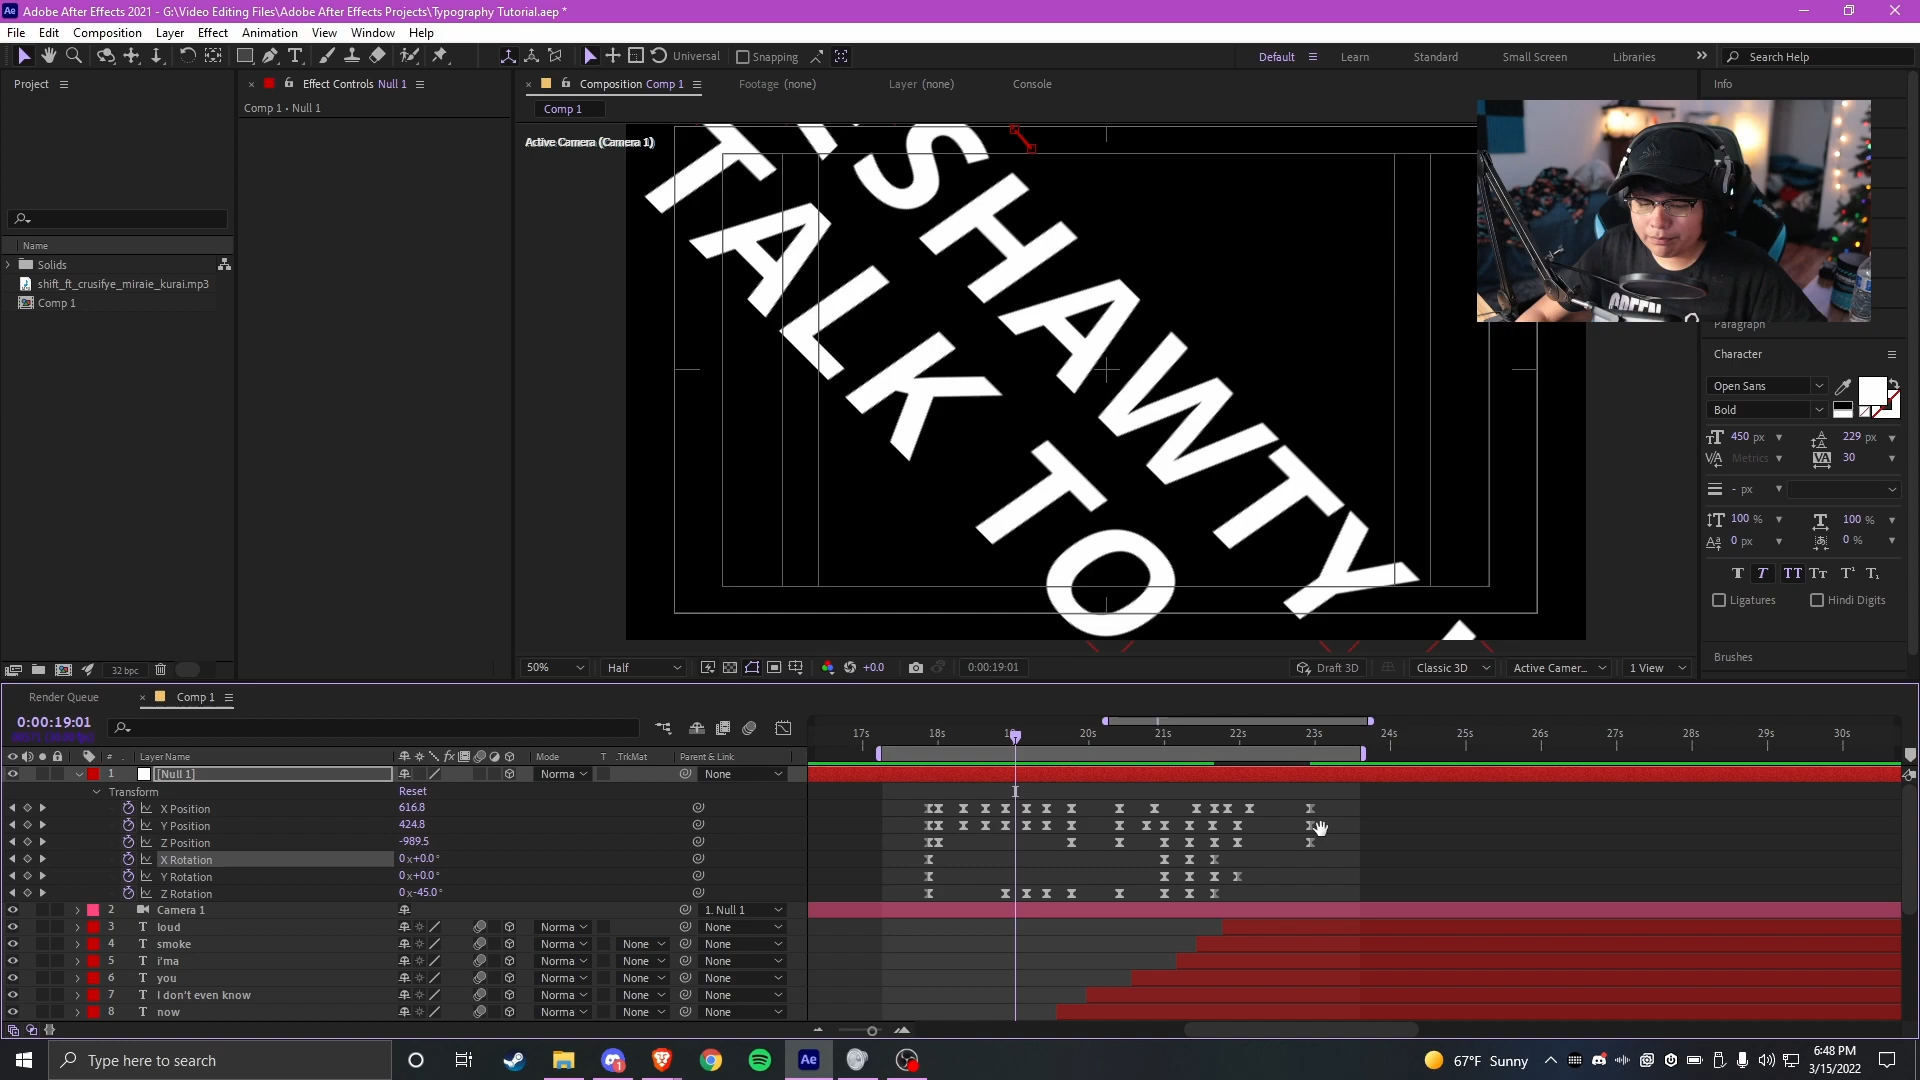 Ae Adobe After Effects 2021 - G:\Video Editing Files\Adobe After Effects Projects\Typography Tutorial.aep *
File Edit Composition Layer Effect Animation View Window Help
Universal Snapping Default Learn Standard Small Screen Libraries Search Help
Project Effect Controls Null 1 Composition Comp 1 Footage (none) Layer (none) Console Info
Comp 1 • Null 1 Comp 1
Active Camera (Camera 1)
SHAWTY
TALK TO
GREEN
Name
Solids
shift_ft_crusifye_miraie_kurai.mp3
Comp 1
Paragraph
Character
Open Sans
Bold
450 px 229 px
Metrics 30
- px
100 % 100 %
0 px 0 %
T T TT Tt T¹ T₁
Ligatures Hindi Digits
Brushes
32 bpc 50% Half +0.0 0:00:19:01 Draft 3D Classic 3D Active Camer... 1 View
Render Queue Comp 1
0:00:19:01
17s 18s 20s 21s 22s 23s 24s 25s 26s 27s 28s 29s 30s
# Layer Name Mode T .TrkMat Parent & Link
1 [Null 1] Norma None
Transform Reset
X Position 616.8
Y Position 424.8
Z Position -989.5
X Rotation 0x+0.0°
Y Rotation 0x+0.0°
Z Rotation 0x-45.0°
2 Camera 1 1. Null 1
3 T loud Norma None
4 T smoke Norma None None
5 T i'ma Norma None None
6 T you Norma None None
7 T I don't even know Norma None None
8 T now Norma None None
Type here to search Ae 67°F Sunny 6:48 PM
3/15/2022